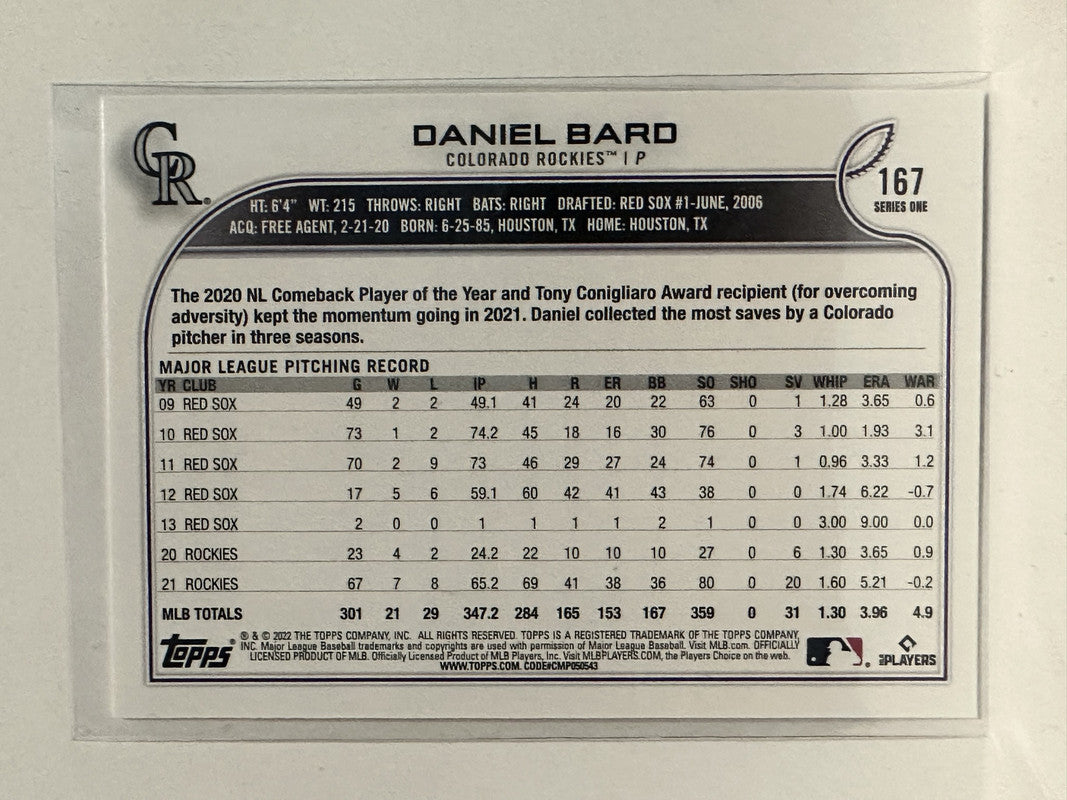 CR
DANIEL BARD
COLORADO ROCKIES™ | P
167
SERIES ONE
HT: 6'4" WT: 215 THROWS: RIGHT BATS: RIGHT DRAFTED: RED SOX #1-JUNE, 2006
ACQ: FREE AGENT, 2-21-20 BORN: 6-25-85, HOUSTON, TX HOME: HOUSTON, TX
The 2020 NL Comeback Player of the Year and Tony Conigliaro Award recipient (for overcoming
adversity) kept the momentum going in 2021. Daniel collected the most saves by a Colorado
pitcher in three seasons.
MAJOR LEAGUE PITCHING RECORD
YR CLUB G W L IP H R ER BB SO SHO SV WHIP ERA WAR
09 RED SOX 49 2 2 49.1 41 24 20 22 63 0 1 1.28 3.65 0.6
10 RED SOX 73 1 2 74.2 45 18 16 30 76 0 3 1.00 1.93 3.1
11 RED SOX 70 2 9 73 46 29 27 24 74 0 1 0.96 3.33 1.2
12 RED SOX 17 5 6 59.1 60 42 41 43 38 0 0 1.74 6.22 -0.7
13 RED SOX 2 0 0 1 1 1 1 2 1 0 0 3.00 9.00 0.0
20 ROCKIES 23 4 2 24.2 22 10 10 10 27 0 6 1.30 3.65 0.9
21 ROCKIES 67 7 8 65.2 69 41 38 36 80 0 20 1.60 5.21 -0.2
MLB TOTALS 301 21 29 347.2 284 165 153 167 359 0 31 1.30 3.96 4.9
topps®
® & © 2022 THE TOPPS COMPANY, INC. ALL RIGHTS RESERVED. TOPPS IS A REGISTERED TRADEMARK OF THE TOPPS COMPANY,
INC. Major League Baseball trademarks and copyrights are used with permission of Major League Baseball. Visit MLB.com. OFFICIALLY
LICENSED PRODUCT OF MLB. Officially Licensed Product of MLB Players, Inc. Visit MLBPLAYERS.COM, the Players Choice on the web.
WWW.TOPPS.COM. CODE#CMP050543
MLB PLAYERS